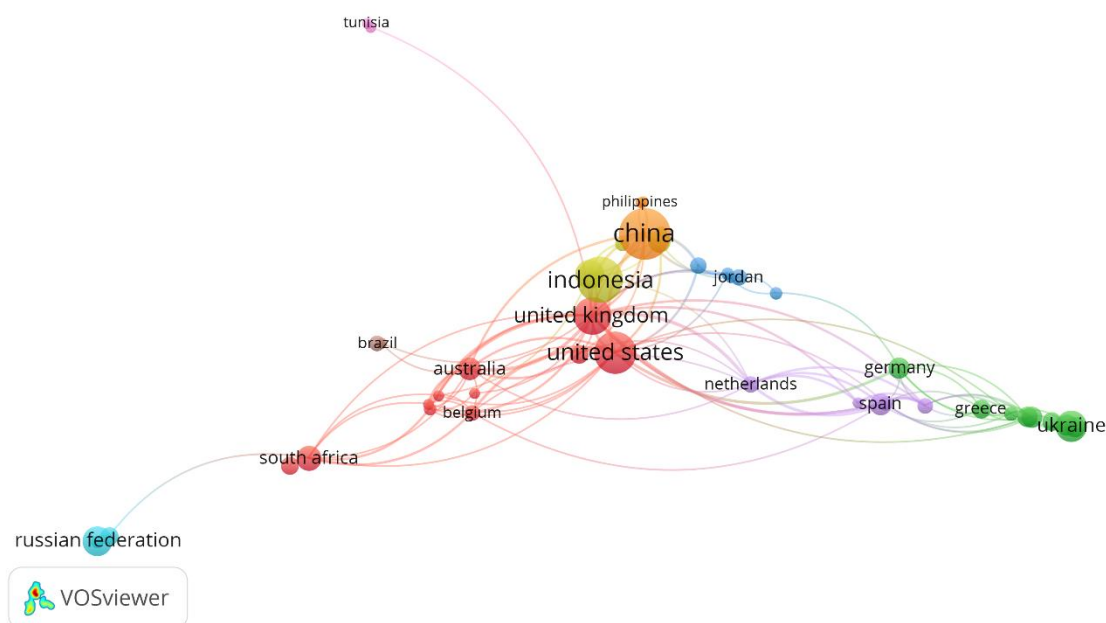 tunisia
philippines
china
indonesia
jordan
united kingdom
brazil
united states
australia
germany
netherlands
belgium
spain
greece
ukraine
south africa
russian federation
VOSviewer